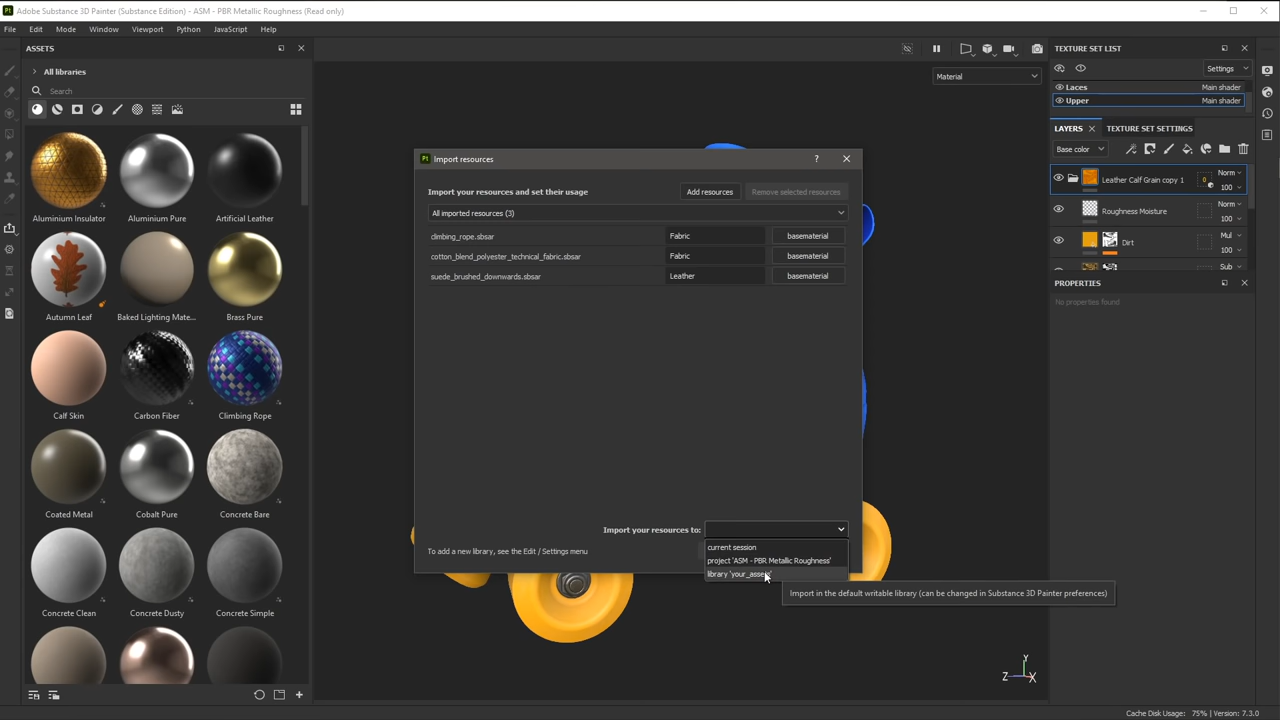 Adobe Substance 3D Painter (Substance Edition) - ASM - PBR Metallic Roughness (Read only)
File Edit Mode Window Viewport Python JavaScript Help
ASSETS
All libraries
Search
Aluminium Insulator Aluminium Pure Artificial Leather
Autumn Leaf Baked Lighting Mate... Brass Pure
Calf Skin Carbon Fiber Climbing Rope
Coated Metal Cobalt Pure Concrete Bare
Concrete Clean Concrete Dusty Concrete Simple
Material
Import resources ?
Import your resources and set their usage Add resources Remove selected resources
All imported resources (3)
climbing_rope.sbsar Fabric basematerial
cotton_blend_polyester_technical_fabric.sbsar Fabric basematerial
suede_brushed_downwards.sbsar Leather basematerial
Import your resources to:
To add a new library, see the Edit / Settings menu
current session
project 'ASM - PBR Metallic Roughness'
library 'your_assets'
Import in the default writable library (can be changed in Substance 3D Painter preferences)
Y
Z X
TEXTURE SET LIST
Settings
Laces Main shader
Upper Main shader
LAYERS TEXTURE SET SETTINGS
Base color
Leather Calf Grain copy 1 Norm
100
Roughness Moisture Norm
100
Dirt Mul
100
Sub
PROPERTIES
No properties found
Cache Disk Usage: 75% | Version: 7.3.0